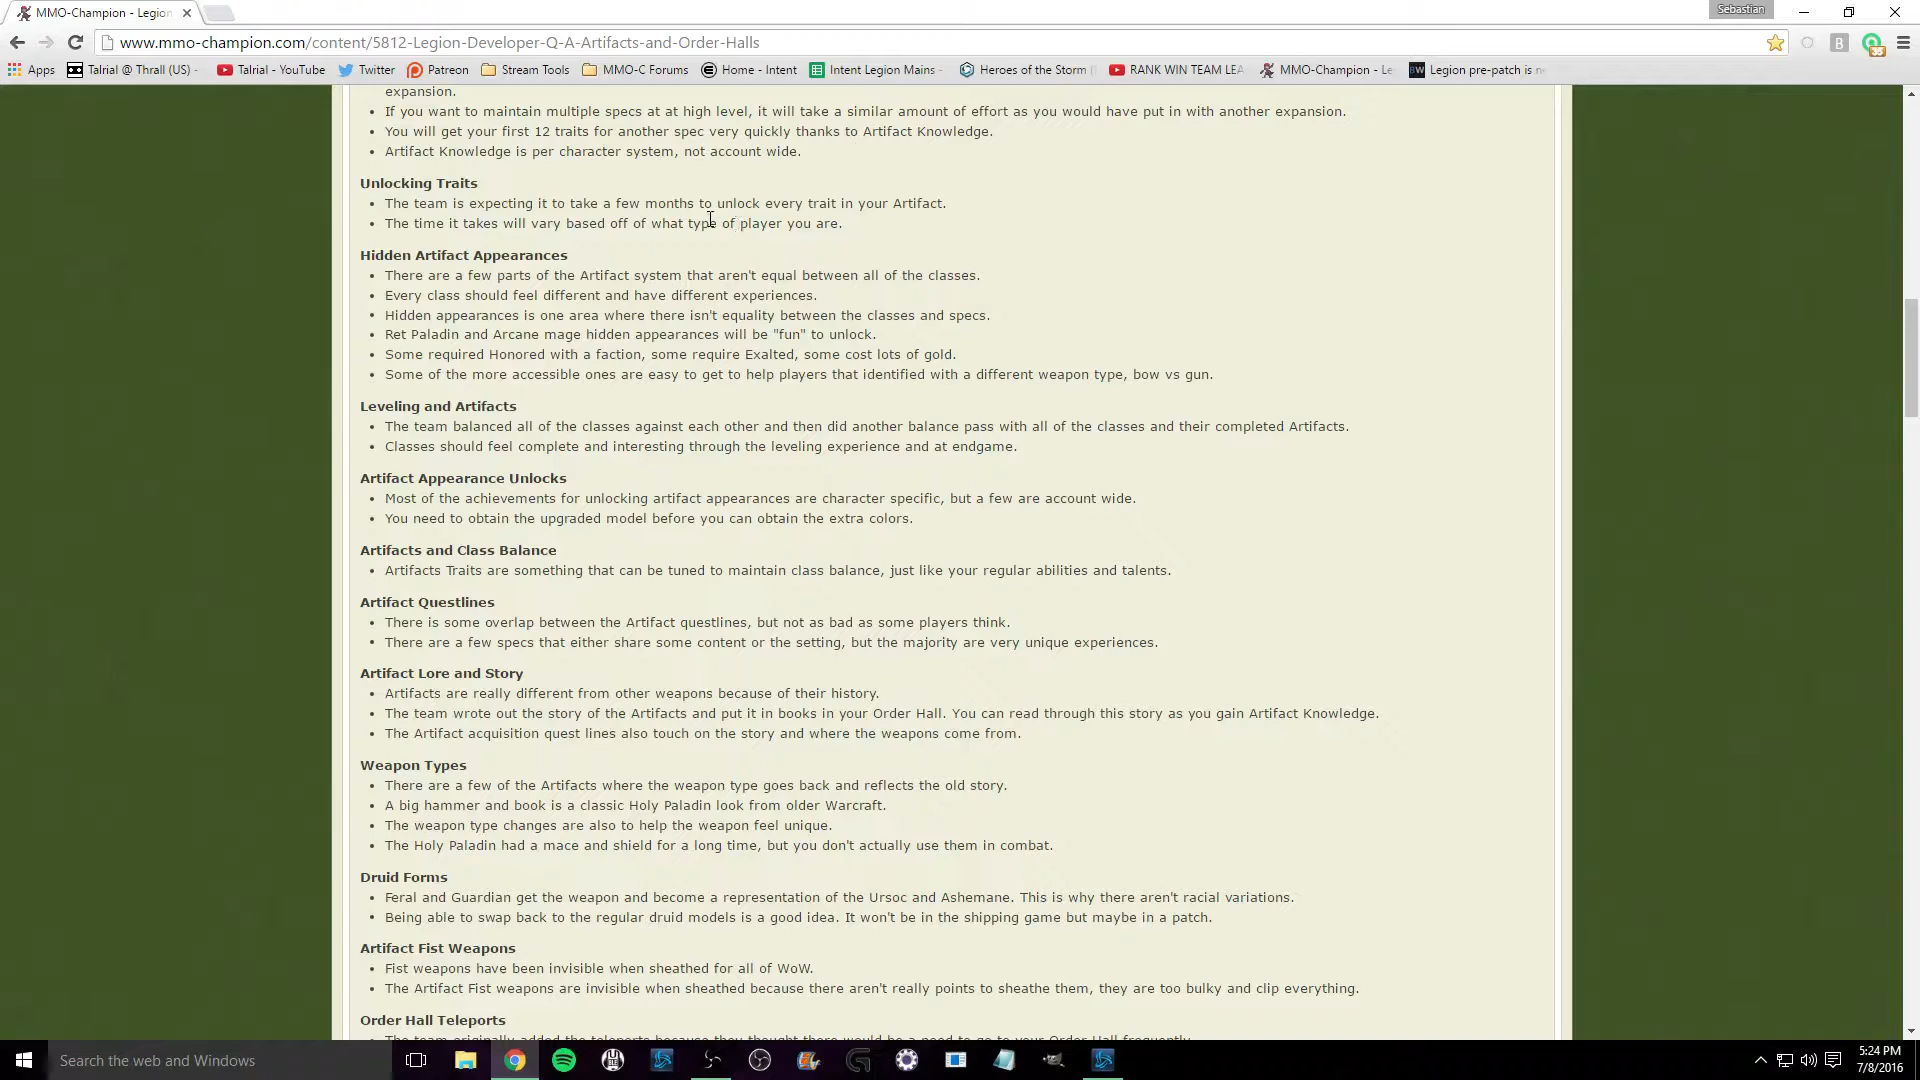 MMO-Champion - Legion
Sebastian
www.mmo-champion.com/content/5812-Legion-Developer-Q-A-Artifacts-and-Order-Halls
Apps
Talrial @ Thrall (US) -
Talrial - YouTube
Twitter
Patreon
Stream Tools
MMO-C Forums
Home - Intent
Intent Legion Mains -
Heroes of the Storm
RANK WIN TEAM LEA
MMO-Champion - Le
Legion pre-patch is n
expansion.
• If you want to maintain multiple specs at at high level, it will take a similar amount of effort as you would have put in with another expansion.
• You will get your first 12 traits for another spec very quickly thanks to Artifact Knowledge.
• Artifact Knowledge is per character system, not account wide.
Unlocking Traits
• The team is expecting it to take a few months to unlock every trait in your Artifact.
• The time it takes will vary based off of what type of player you are.
Hidden Artifact Appearances
• There are a few parts of the Artifact system that aren't equal between all of the classes.
• Every class should feel different and have different experiences.
• Hidden appearances is one area where there isn't equality between the classes and specs.
• Ret Paladin and Arcane mage hidden appearances will be "fun" to unlock.
• Some required Honored with a faction, some require Exalted, some cost lots of gold.
• Some of the more accessible ones are easy to get to help players that identified with a different weapon type, bow vs gun.
Leveling and Artifacts
• The team balanced all of the classes against each other and then did another balance pass with all of the classes and their completed Artifacts.
• Classes should feel complete and interesting through the leveling experience and at endgame.
Artifact Appearance Unlocks
• Most of the achievements for unlocking artifact appearances are character specific, but a few are account wide.
• You need to obtain the upgraded model before you can obtain the extra colors.
Artifacts and Class Balance
• Artifacts Traits are something that can be tuned to maintain class balance, just like your regular abilities and talents.
Artifact Questlines
• There is some overlap between the Artifact questlines, but not as bad as some players think.
• There are a few specs that either share some content or the setting, but the majority are very unique experiences.
Artifact Lore and Story
• Artifacts are really different from other weapons because of their history.
• The team wrote out the story of the Artifacts and put it in books in your Order Hall. You can read through this story as you gain Artifact Knowledge.
• The Artifact acquisition quest lines also touch on the story and where the weapons come from.
Weapon Types
• There are a few of the Artifacts where the weapon type goes back and reflects the old story.
• A big hammer and book is a classic Holy Paladin look from older Warcraft.
• The weapon type changes are also to help the weapon feel unique.
• The Holy Paladin had a mace and shield for a long time, but you don't actually use them in combat.
Druid Forms
• Feral and Guardian get the weapon and become a representation of the Ursoc and Ashemane. This is why there aren't racial variations.
• Being able to swap back to the regular druid models is a good idea. It won't be in the shipping game but maybe in a patch.
Artifact Fist Weapons
• Fist weapons have been invisible when sheathed for all of WoW.
• The Artifact Fist weapons are invisible when sheathed because there aren't really points to sheathe them, they are too bulky and clip everything.
Order Hall Teleports
• The team originally added the teleports because they thought there would be a need to go to your Order Hall frequently.
Search the web and Windows
5:24 PM
7/8/2016